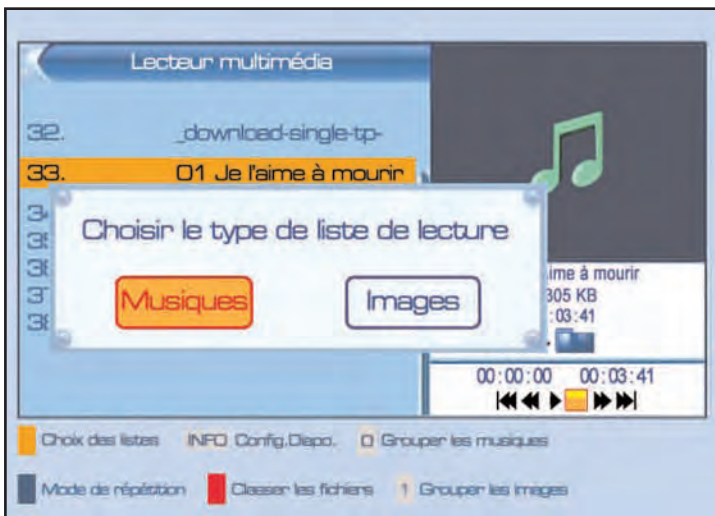 Lecteur multimédia
32. _download-single-tp-
33. 01 Je l'aime à mourir
Choisir le type de liste de lecture
Musiques Images
aime à mourir
305 KB
:03:41
00:00:00 00:03:41
Choix des listes INFO Config.Diapo. 0 Grouper les musiques
Mode de répétition Classer les fichiers 1 Grouper les images